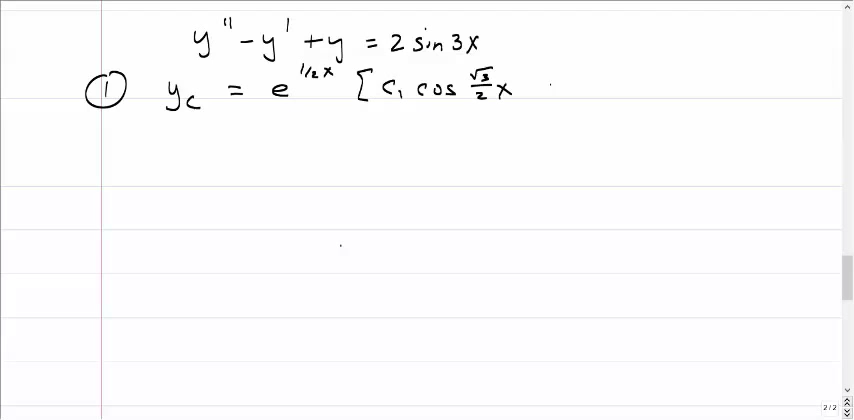 y'' - y' + y = 2 sin 3x
① y_c = e^{1/2 x} [ c₁ cos √3/2 x
2 / 2